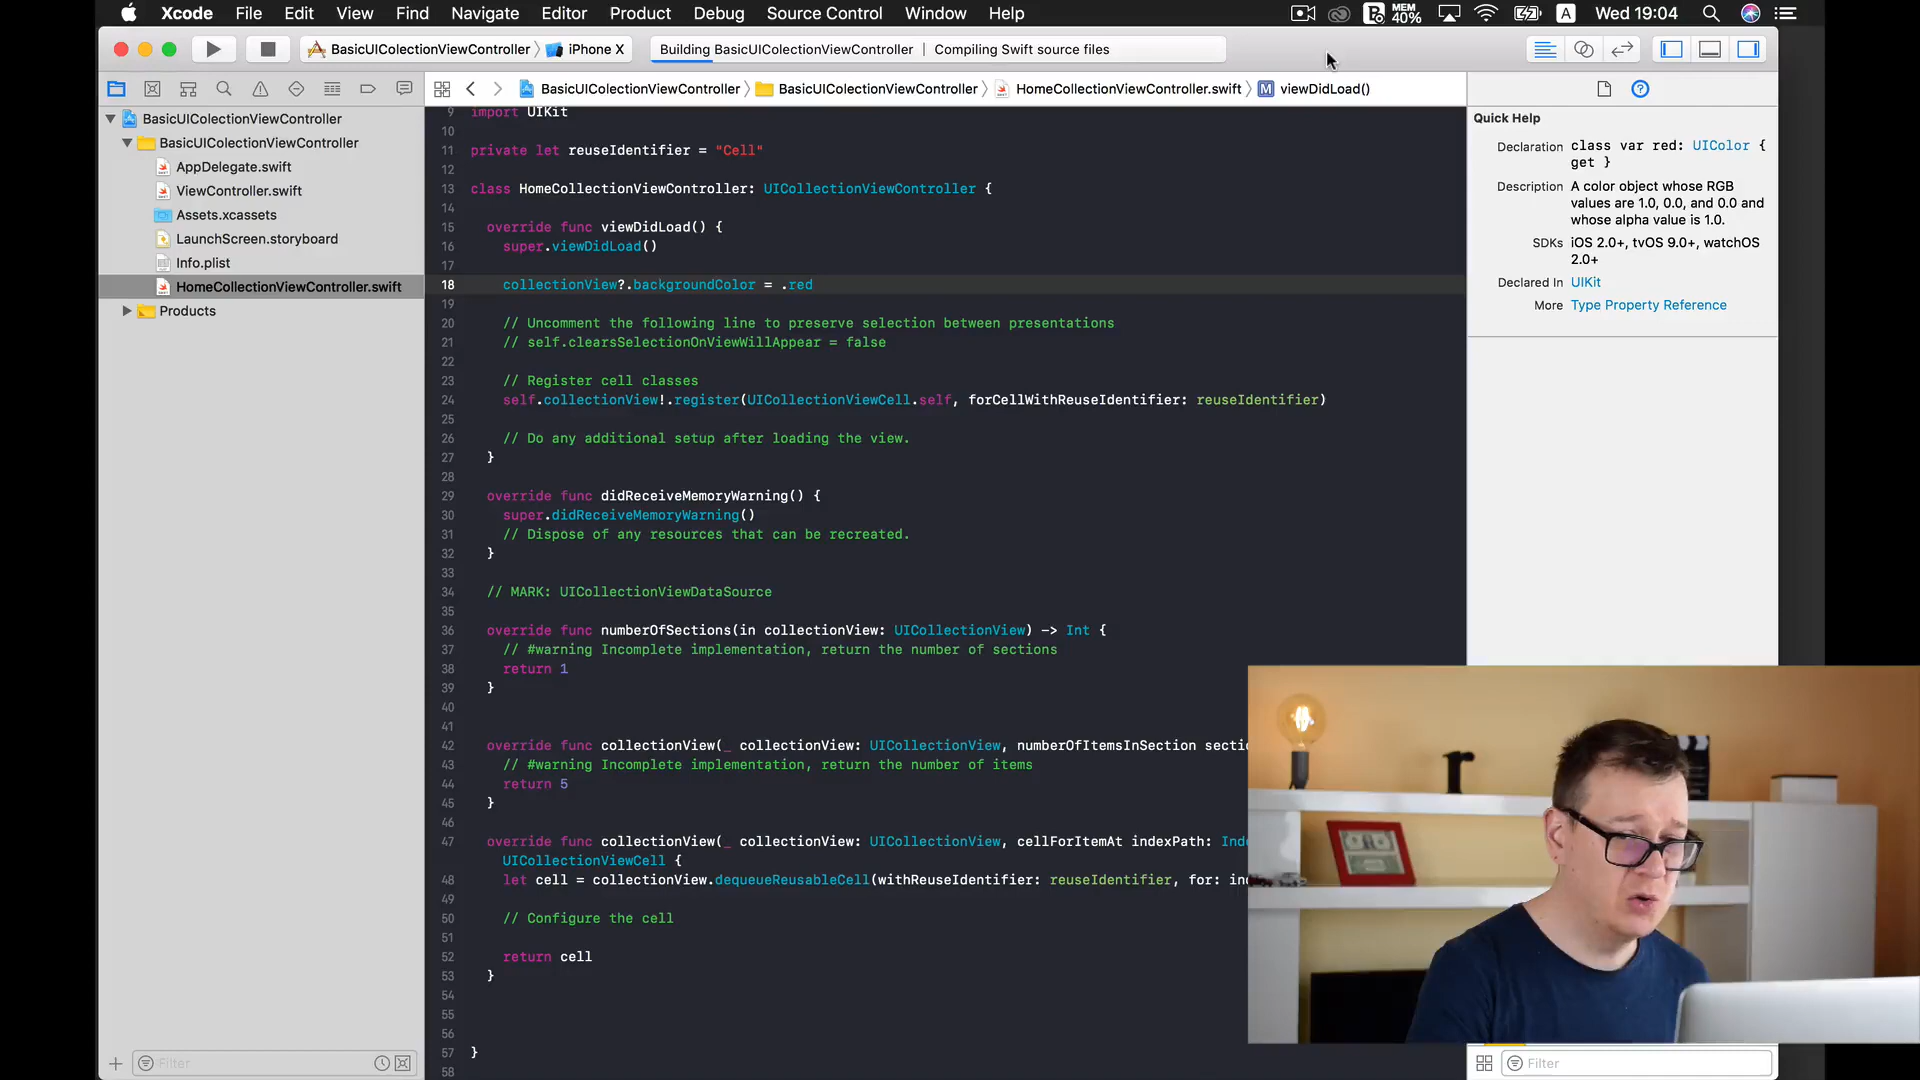 Xcode File Edit View Find Navigate Editor Product Debug Source Control Window Help MEM 40% A Wed 19:04
BasicUIColectionViewController iPhone X Building BasicUIColectionViewController | Compiling Swift source files
BasicUIColectionViewController BasicUIColectionViewController HomeCollectionViewController.swift M viewDidLoad()
BasicUIColectionViewController
BasicUIColectionViewController
AppDelegate.swift
ViewController.swift
Assets.xcassets
LaunchScreen.storyboard
Info.plist
HomeCollectionViewController.swift
Products
Filter
9 import UIKit
10
11 private let reuseIdentifier = "Cell"
12
13 class HomeCollectionViewController: UICollectionViewController {
14
15 override func viewDidLoad() {
16 super.viewDidLoad()
17
18 collectionView?.backgroundColor = .red
19
20 // Uncomment the following line to preserve selection between presentations
21 // self.clearsSelectionOnViewWillAppear = false
22
23 // Register cell classes
24 self.collectionView!.register(UICollectionViewCell.self, forCellWithReuseIdentifier: reuseIdentifier)
25
26 // Do any additional setup after loading the view.
27 }
28
29 override func didReceiveMemoryWarning() {
30 super.didReceiveMemoryWarning()
31 // Dispose of any resources that can be recreated.
32 }
33
34 // MARK: UICollectionViewDataSource
35
36 override func numberOfSections(in collectionView: UICollectionView) -> Int {
37 // #warning Incomplete implementation, return the number of sections
38 return 1
39 }
40
41
42 override func collectionView(_ collectionView: UICollectionView, numberOfItemsInSection
43 // #warning Incomplete implementation, return the number of items
44 return 5
45 }
46
47 override func collectionView(_ collectionView: UICollectionView, cellForItemAt indexPath:
UICollectionViewCell {
48 let cell = collectionView.dequeueReusableCell(withReuseIdentifier: reuseIdentifier, for:
49
50 // Configure the cell
51
52 return cell
53 }
54
55
56
57 }
58
Quick Help
Declaration class var red: UIColor {
get }
Description A color object whose RGB
values are 1.0, 0.0, and 0.0 and
whose alpha value is 1.0.
SDKs iOS 2.0+, tvOS 9.0+, watchOS
2.0+
Declared In UIKit
More Type Property Reference
Filter